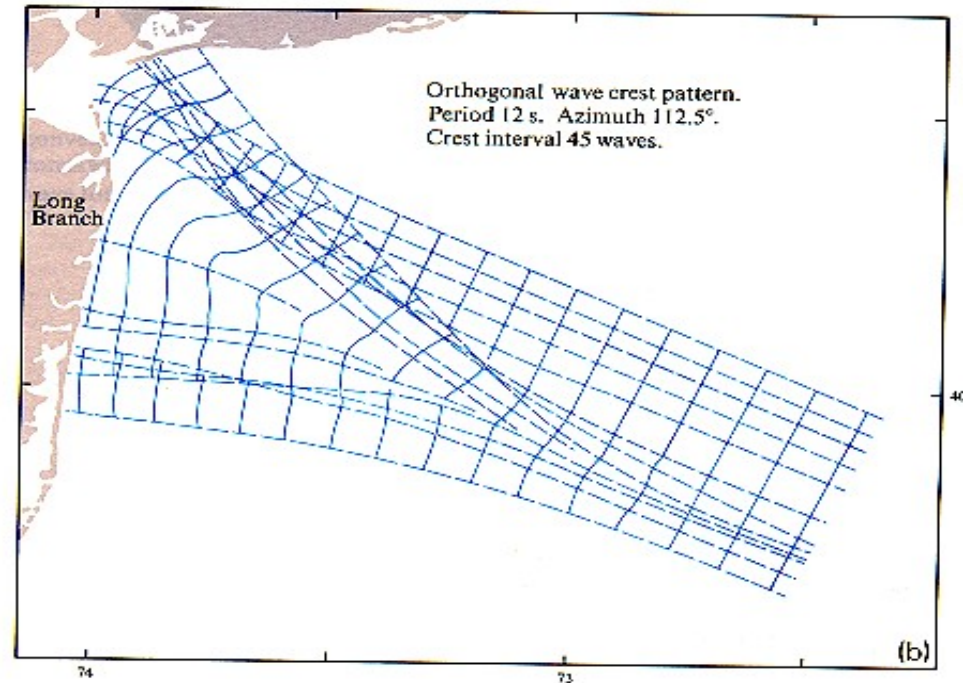 Orthogonal wave crest pattern.
Period 12 s. Azimuth 112.5°.
Crest interval 45 waves.
Long
Branch
40
(b)
74
73